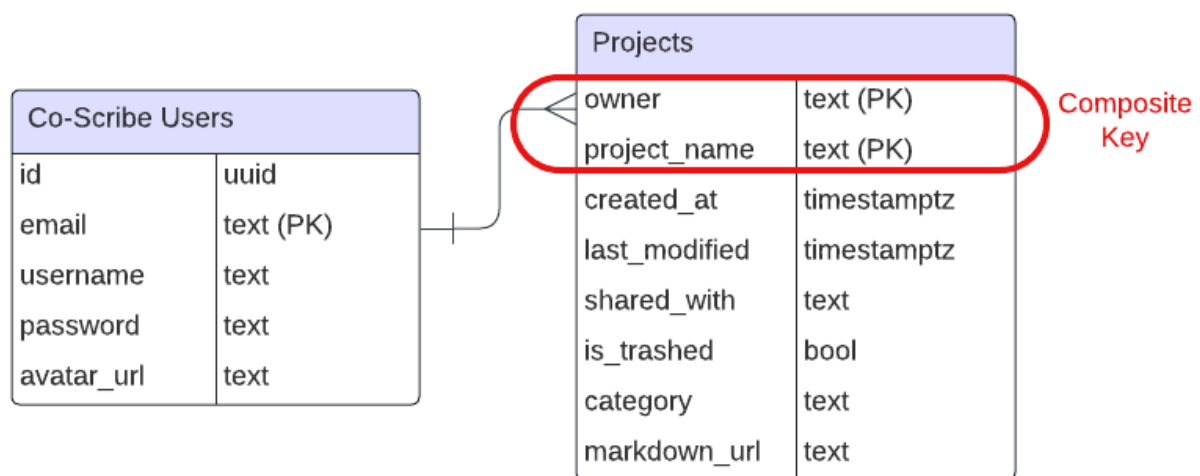 Co-Scribe Users
id uuid
email text (PK)
username text
password text
avatar_url text
Projects
owner text (PK)
project_name text (PK)
created_at timestamptz
last_modified timestamptz
shared_with text
is_trashed bool
category text
markdown_url text
Composite
Key